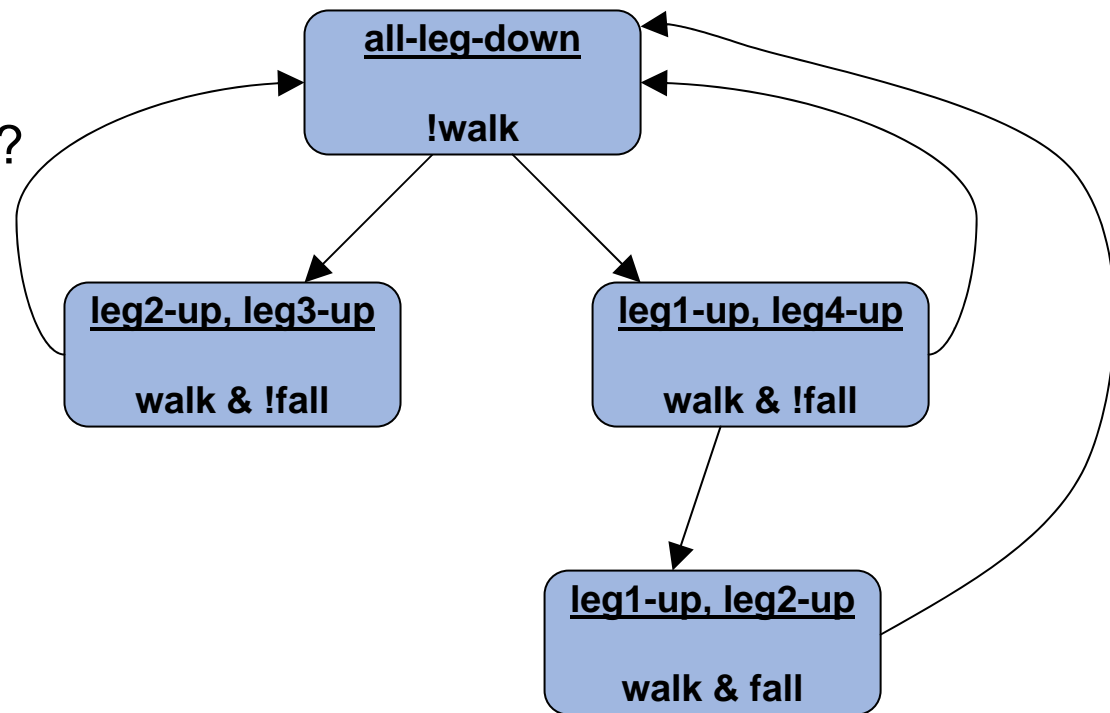 all-leg-down
!walk
?
leg2-up, leg3-up
walk & !fall
leg1-up, leg4-up
walk & !fall
leg1-up, leg2-up
walk & fall